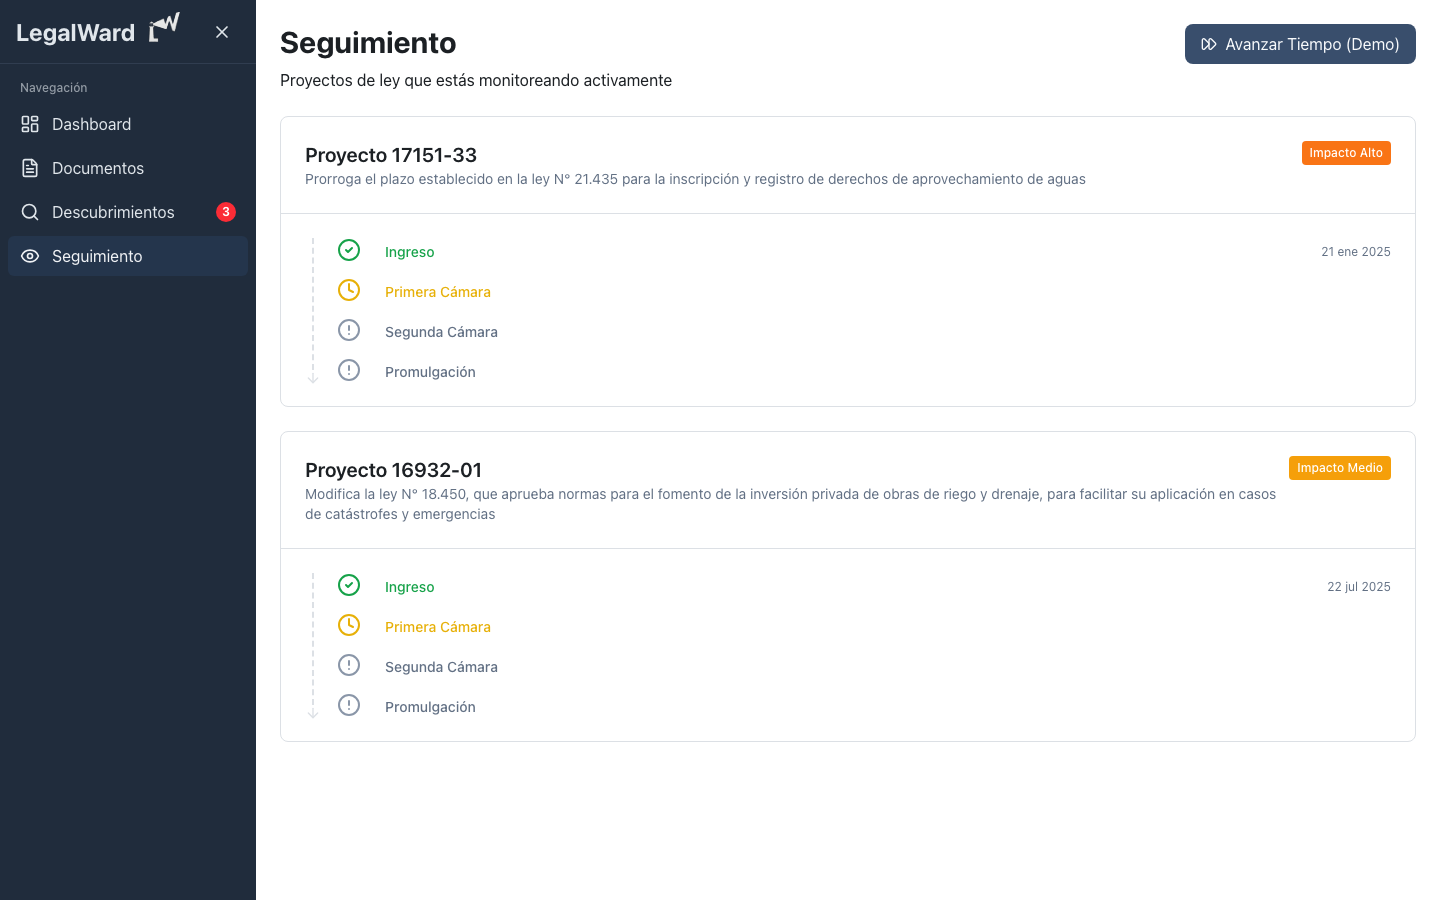 LegalWard
Navegación
Dashboard
Documentos
Descubrimientos 3
Seguimiento
Seguimiento
Avanzar Tiempo (Demo)
Proyectos de ley que estás monitoreando activamente
Proyecto 17151-33
Impacto Alto
Prorroga el plazo establecido en la ley N° 21.435 para la inscripción y registro de derechos de aprovechamiento de aguas
Ingreso 21 ene 2025
Primera Cámara
Segunda Cámara
Promulgación
Proyecto 16932-01
Impacto Medio
Modifica la ley N° 18.450, que aprueba normas para el fomento de la inversión privada de obras de riego y drenaje, para facilitar su aplicación en casos
de catástrofes y emergencias
Ingreso 22 jul 2025
Primera Cámara
Segunda Cámara
Promulgación